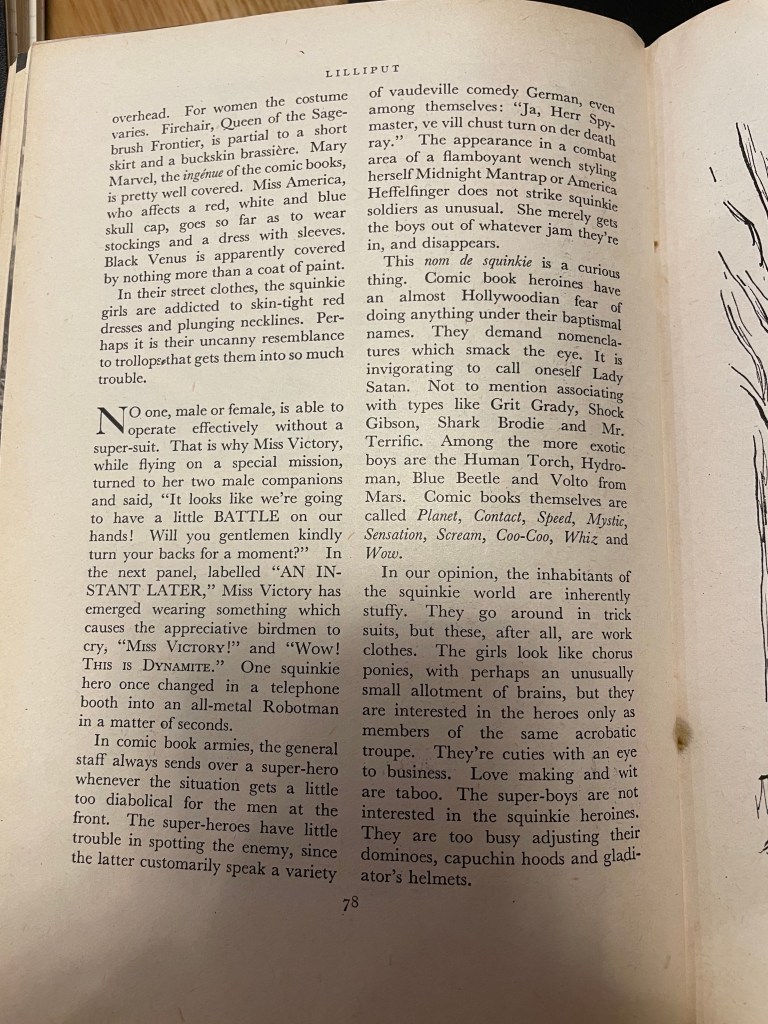 LILLIPUT
overhead. For women the costume
varies. Firehair, Queen of the Sage-
brush Frontier, is partial to a short
skirt and a buckskin brassière. Mary
Marvel, the ingénue of the comic books,
is pretty well covered. Miss America,
who affects a red, white and blue
skull cap, goes so far as to wear
stockings and a dress with sleeves.
Black Venus is apparently covered
by nothing more than a coat of paint.
In their street clothes, the squinkie
girls are addicted to skin-tight red
dresses and plunging necklines. Per-
haps it is their uncanny resemblance
to trollops that gets them into so much
trouble.
NO one, male or female, is able to
operate effectively without a
super-suit. That is why Miss Victory,
while flying on a special mission,
turned to her two male companions
and said, "It looks like we're going
to have a little BATTLE on our
hands! Will you gentlemen kindly
turn your backs for a moment?" In
the next panel, labelled "AN IN-
STANT LATER," Miss Victory has
emerged wearing something which
causes the appreciative birdmen to
cry, "MISS VICTORY!" and "WOW!
THIS IS DYNAMITE." One squinkie
hero once changed in a telephone
booth into an all-metal Robotman
in a matter of seconds.
In comic book armies, the general
staff always sends over a super-hero
whenever the situation gets a little
too diabolical for the men at the
front. The super-heroes have little
trouble in spotting the enemy, since
the latter customarily speak a variety
of vaudeville comedy German, even
among themselves: "Ja, Herr Spy-
master, ve vill chust turn on der death
ray." The appearance in a combat
area of a flamboyant wench styling
herself Midnight Mantrap or America
Heffelfinger does not strike squinkie
soldiers as unusual. She merely gets
the boys out of whatever jam they're
in, and disappears.
This nom de squinkie is a curious
thing. Comic book heroines have
an almost Hollywoodian fear of
doing anything under their baptismal
names. They demand nomencla-
tures which smack the eye. It is
invigorating to call oneself Lady
Satan. Not to mention associating
with types like Grit Grady, Shock
Gibson, Shark Brodie and Mr.
Terrific. Among the more exotic
boys are the Human Torch, Hydro-
man, Blue Beetle and Volto from
Mars. Comic books themselves are
called Planet, Contact, Speed, Mystic,
Sensation, Scream, Coo-Coo, Whiz and
Wow.
In our opinion, the inhabitants of
the squinkie world are inherently
stuffy. They go around in trick
suits, but these, after all, are work
clothes. The girls look like chorus
ponies, with perhaps an unusually
small allotment of brains, but they
are interested in the heroes only as
members of the same acrobatic
troupe. They're cuties with an eye
to business. Love making and wit
are taboo. The super-boys are not
interested in the squinkie heroines.
They are too busy adjusting their
dominoes, capuchin hoods and gladi-
ator's helmets.
78